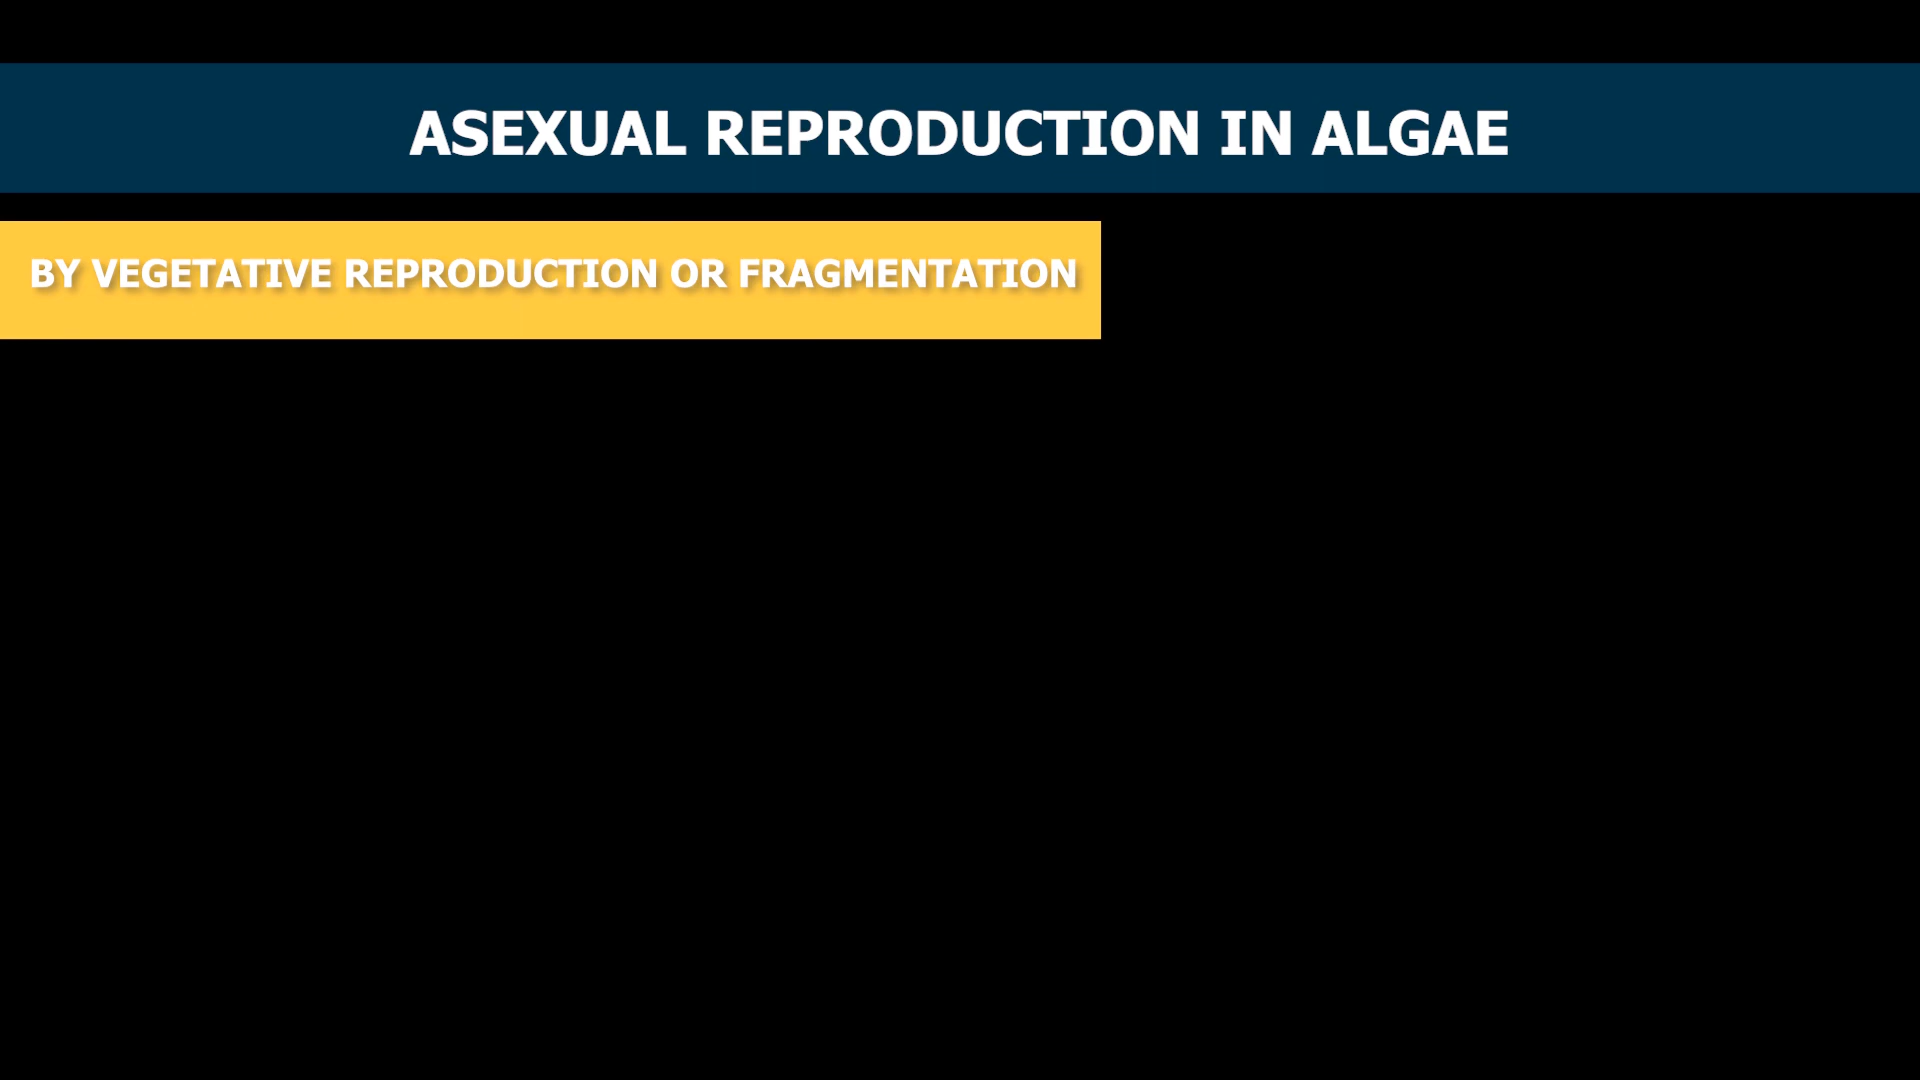 ASEXUAL REPRODUCTION IN ALGAE
BY VEGETATIVE REPRODUCTION OR FRAGMENTATION